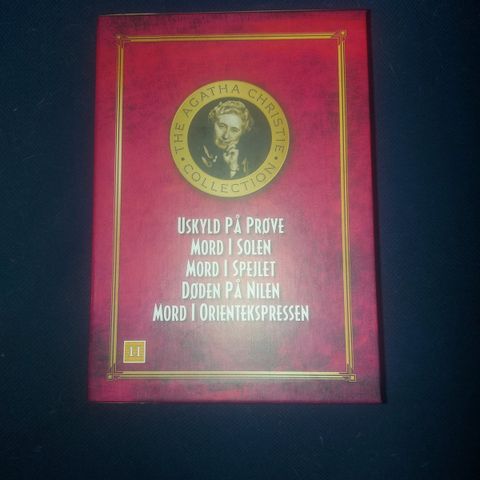 • THE AGATHA CHRISTIE •
COLLECTION
USKYLD PÅ PRØVE
MORD I SOLEN
MORD I SPEJLET
DØDEN PÅ NILEN
MORD I ORIENTEKSPRESSEN
11